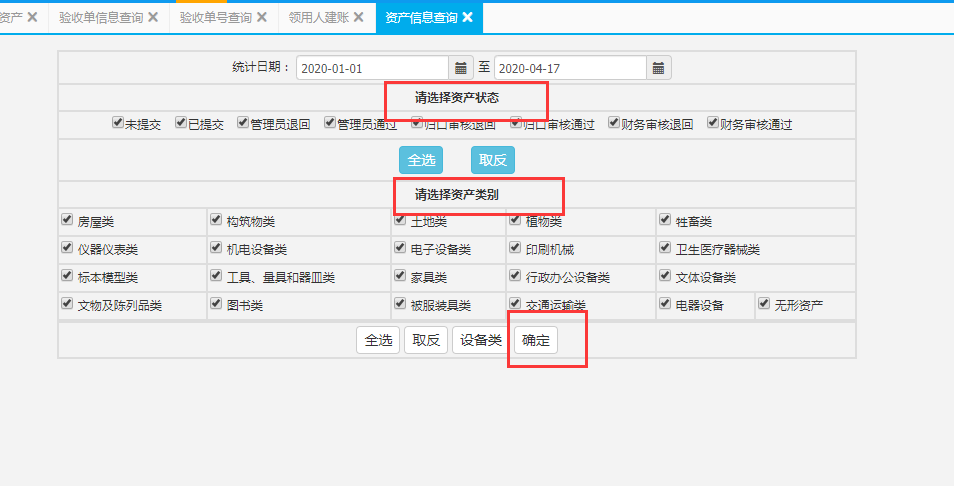 资产 验收单信息查询 验收单号查询 领用人建账 资产信息查询
统计日期： 2020-01-01 至 2020-04-17
请选择资产状态
未提交 已提交 管理员退回 管理员通过 归口审核退回 归口审核通过 财务审核退回 财务审核通过
全选 取反
请选择资产类别
房屋类 构筑物类 土地类 植物类 牲畜类
仪器仪表类 机电设备类 电子设备类 印刷机械 卫生医疗器械类
标本模型类 工具、量具和器皿类 家具类 行政办公设备类 文体设备类
文物及陈列品类 图书类 被服装具类 交通运输类 电器设备 无形资产
全选 取反 设备类 确定